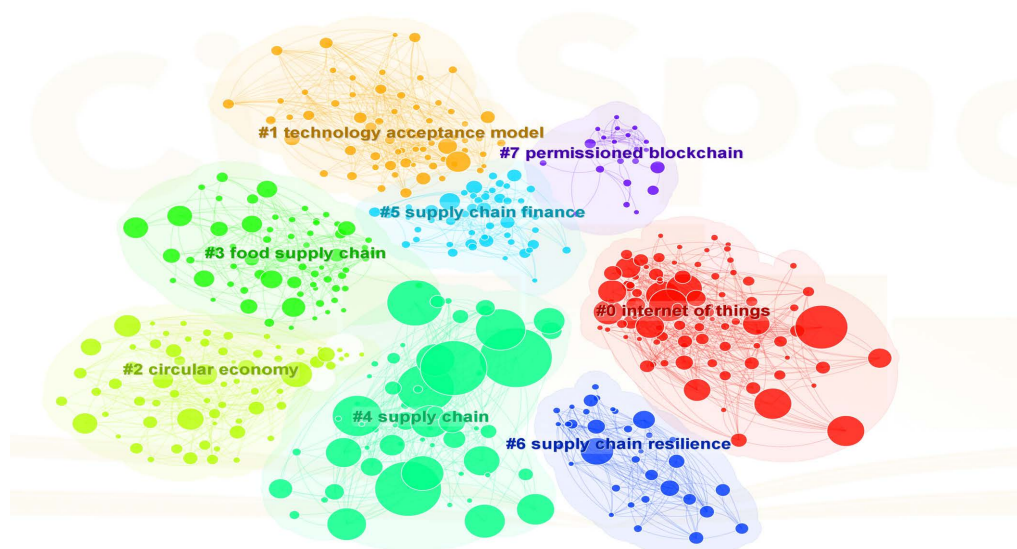 CiteSpac
#1 technology acceptance model
#7 permissioned blockchain
#5 supply chain finance
#3 food supply chain
#0 internet of things
#2 circular economy
#4 supply chain
#6 supply chain resilience